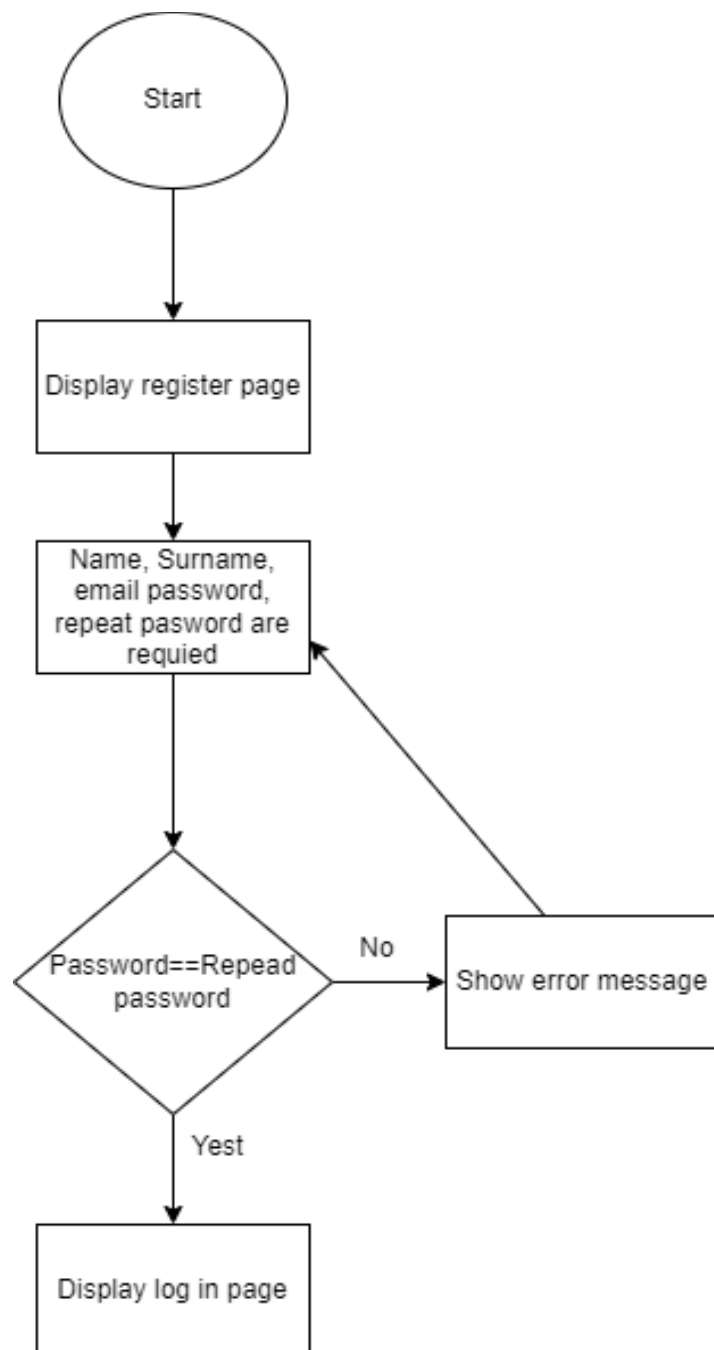 Start
Display register page
Name, Surname,
email password,
repeat pasword are
requied
Password==Repead
password
No
Show error message
Yest
Display log in page